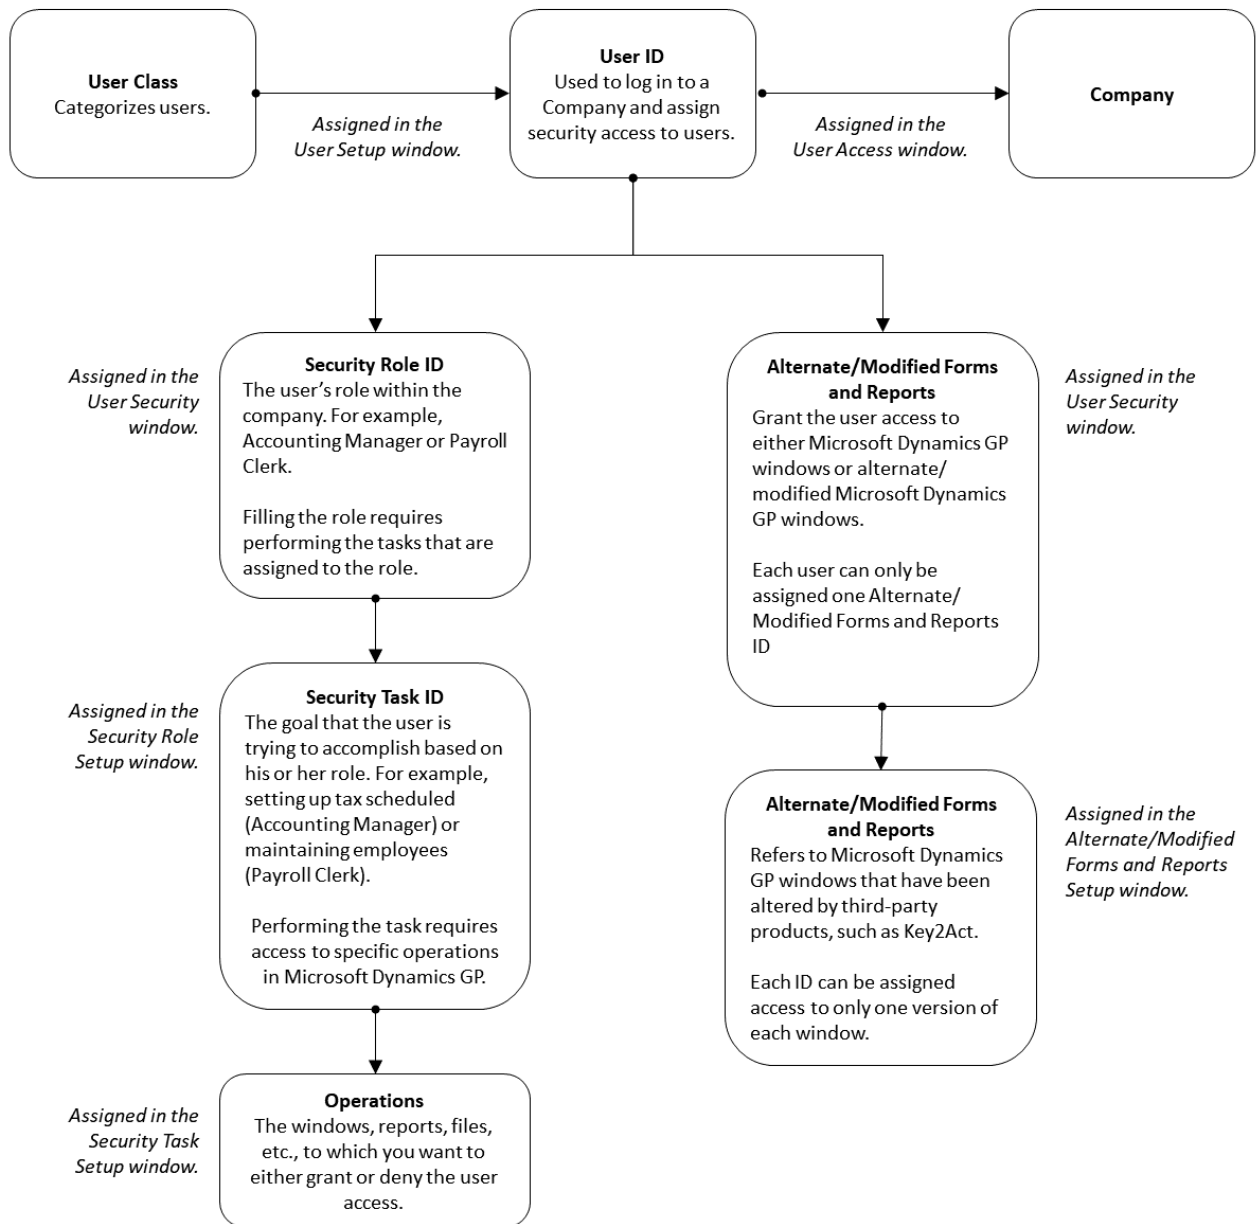 User Class
Categorizes users.
Assigned in the
User Setup window.
User ID
Used to log in to a
Company and assign
security access to users.
Assigned in the
User Access window.
Company
Assigned in the
User Security
window.
Security Role ID
The user’s role within the
company. For example,
Accounting Manager or Payroll
Clerk.
Filling the role requires
performing the tasks that are
assigned to the role.
Alternate/Modified Forms
and Reports
Grant the user access to
either Microsoft Dynamics GP
windows or alternate/
modified Microsoft Dynamics
GP windows.
Each user can only be
assigned one Alternate/
Modified Forms and Reports
ID
Assigned in the
User Security
window.
Assigned in the
Security Role
Setup window.
Security Task ID
The goal that the user is
trying to accomplish based on
his or her role. For example,
setting up tax scheduled
(Accounting Manager) or
maintaining employees
(Payroll Clerk).
Performing the task requires
access to specific operations
in Microsoft Dynamics GP.
Alternate/Modified Forms
and Reports
Refers to Microsoft Dynamics
GP windows that have been
altered by third-party
products, such as Key2Act.
Each ID can be assigned
access to only one version of
each window.
Assigned in the
Alternate/Modified
Forms and Reports
Setup window.
Assigned in the
Security Task
Setup window.
Operations
The windows, reports, files,
etc., to which you want to
either grant or deny the user
access.